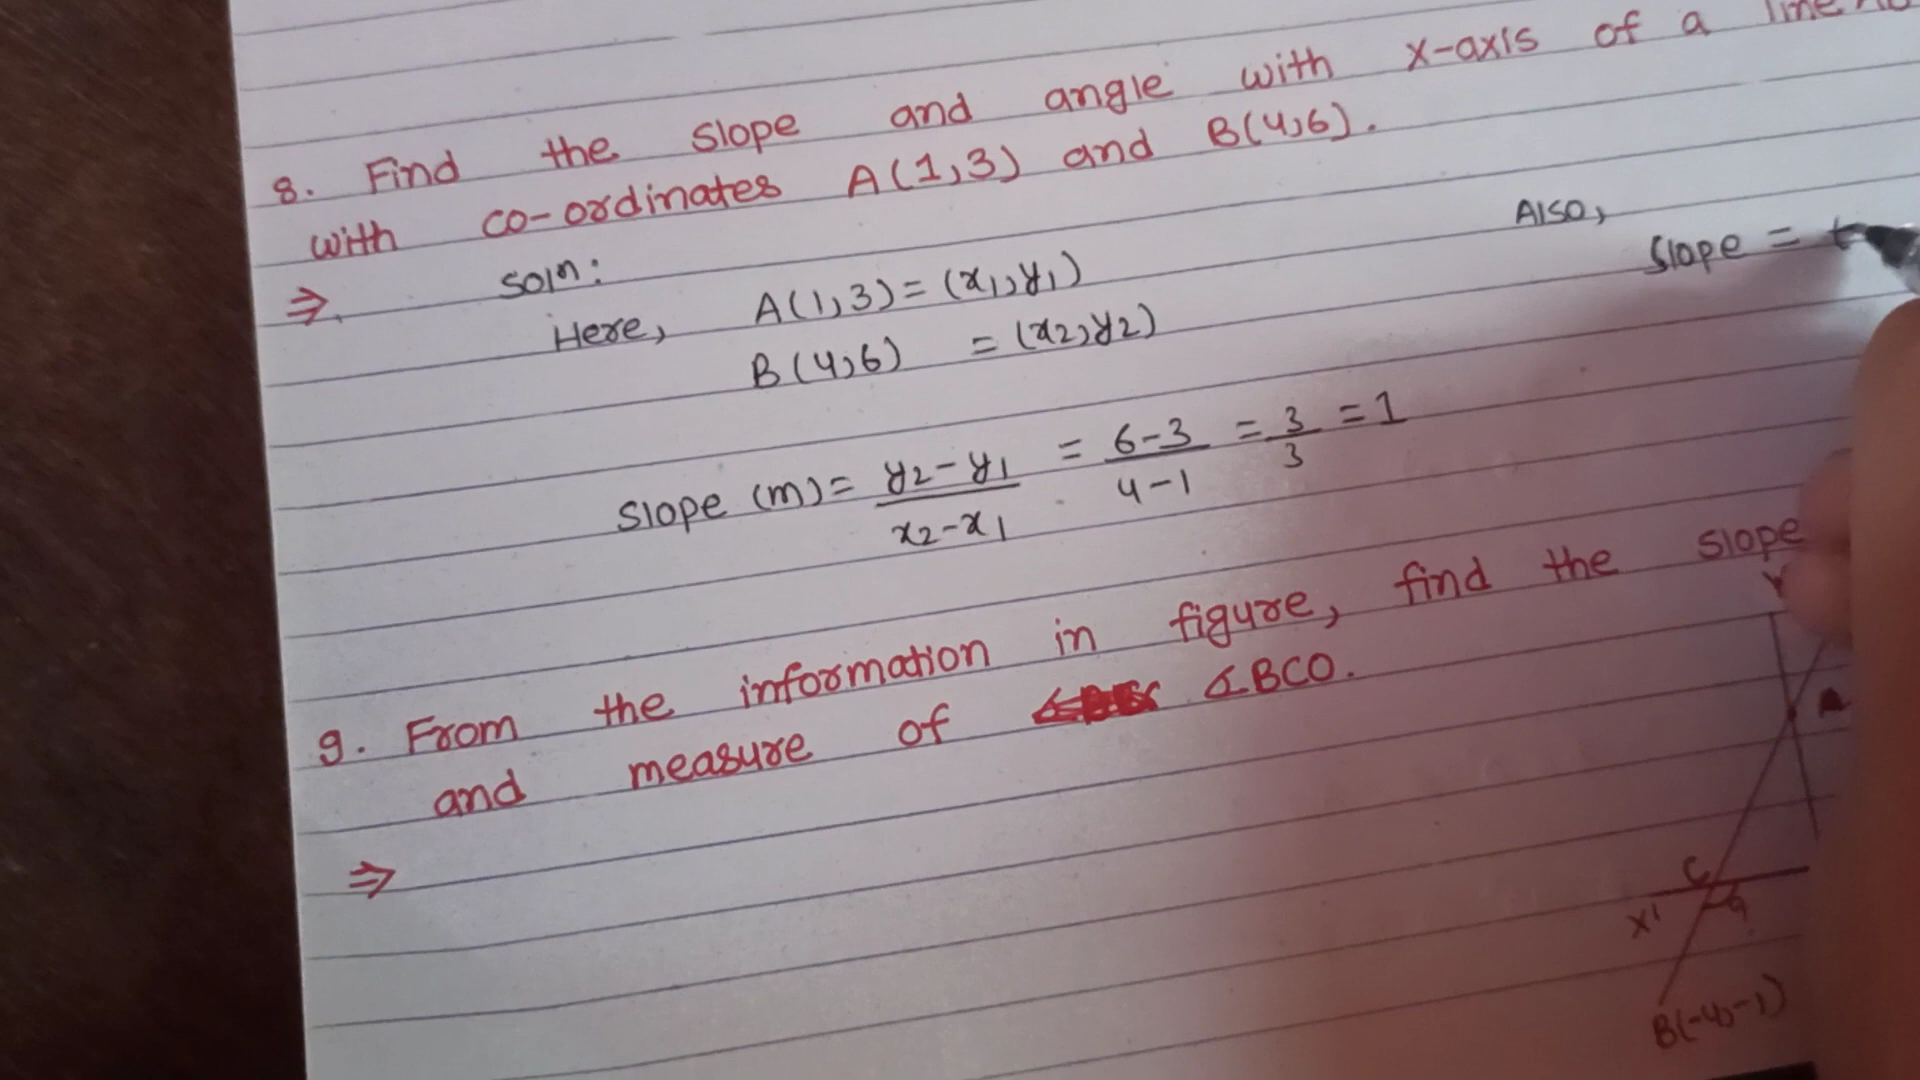 8. Find the slope and angle with x-axis of a line
with co-ordinates A(1,3) and B(4,6).
⇒ Soln:
Here, A(1,3) = (x1,y1)
B(4,6) = (x2,y2)
Slope (m) = y2-y1/x2-x1 = 6-3/4-1 = 3/3 = 1
Also,
Slope = t
9. From the information in figure, find the slope
and measure of ∡BCO.
⇒
A
C
X'
B(-4,-1)